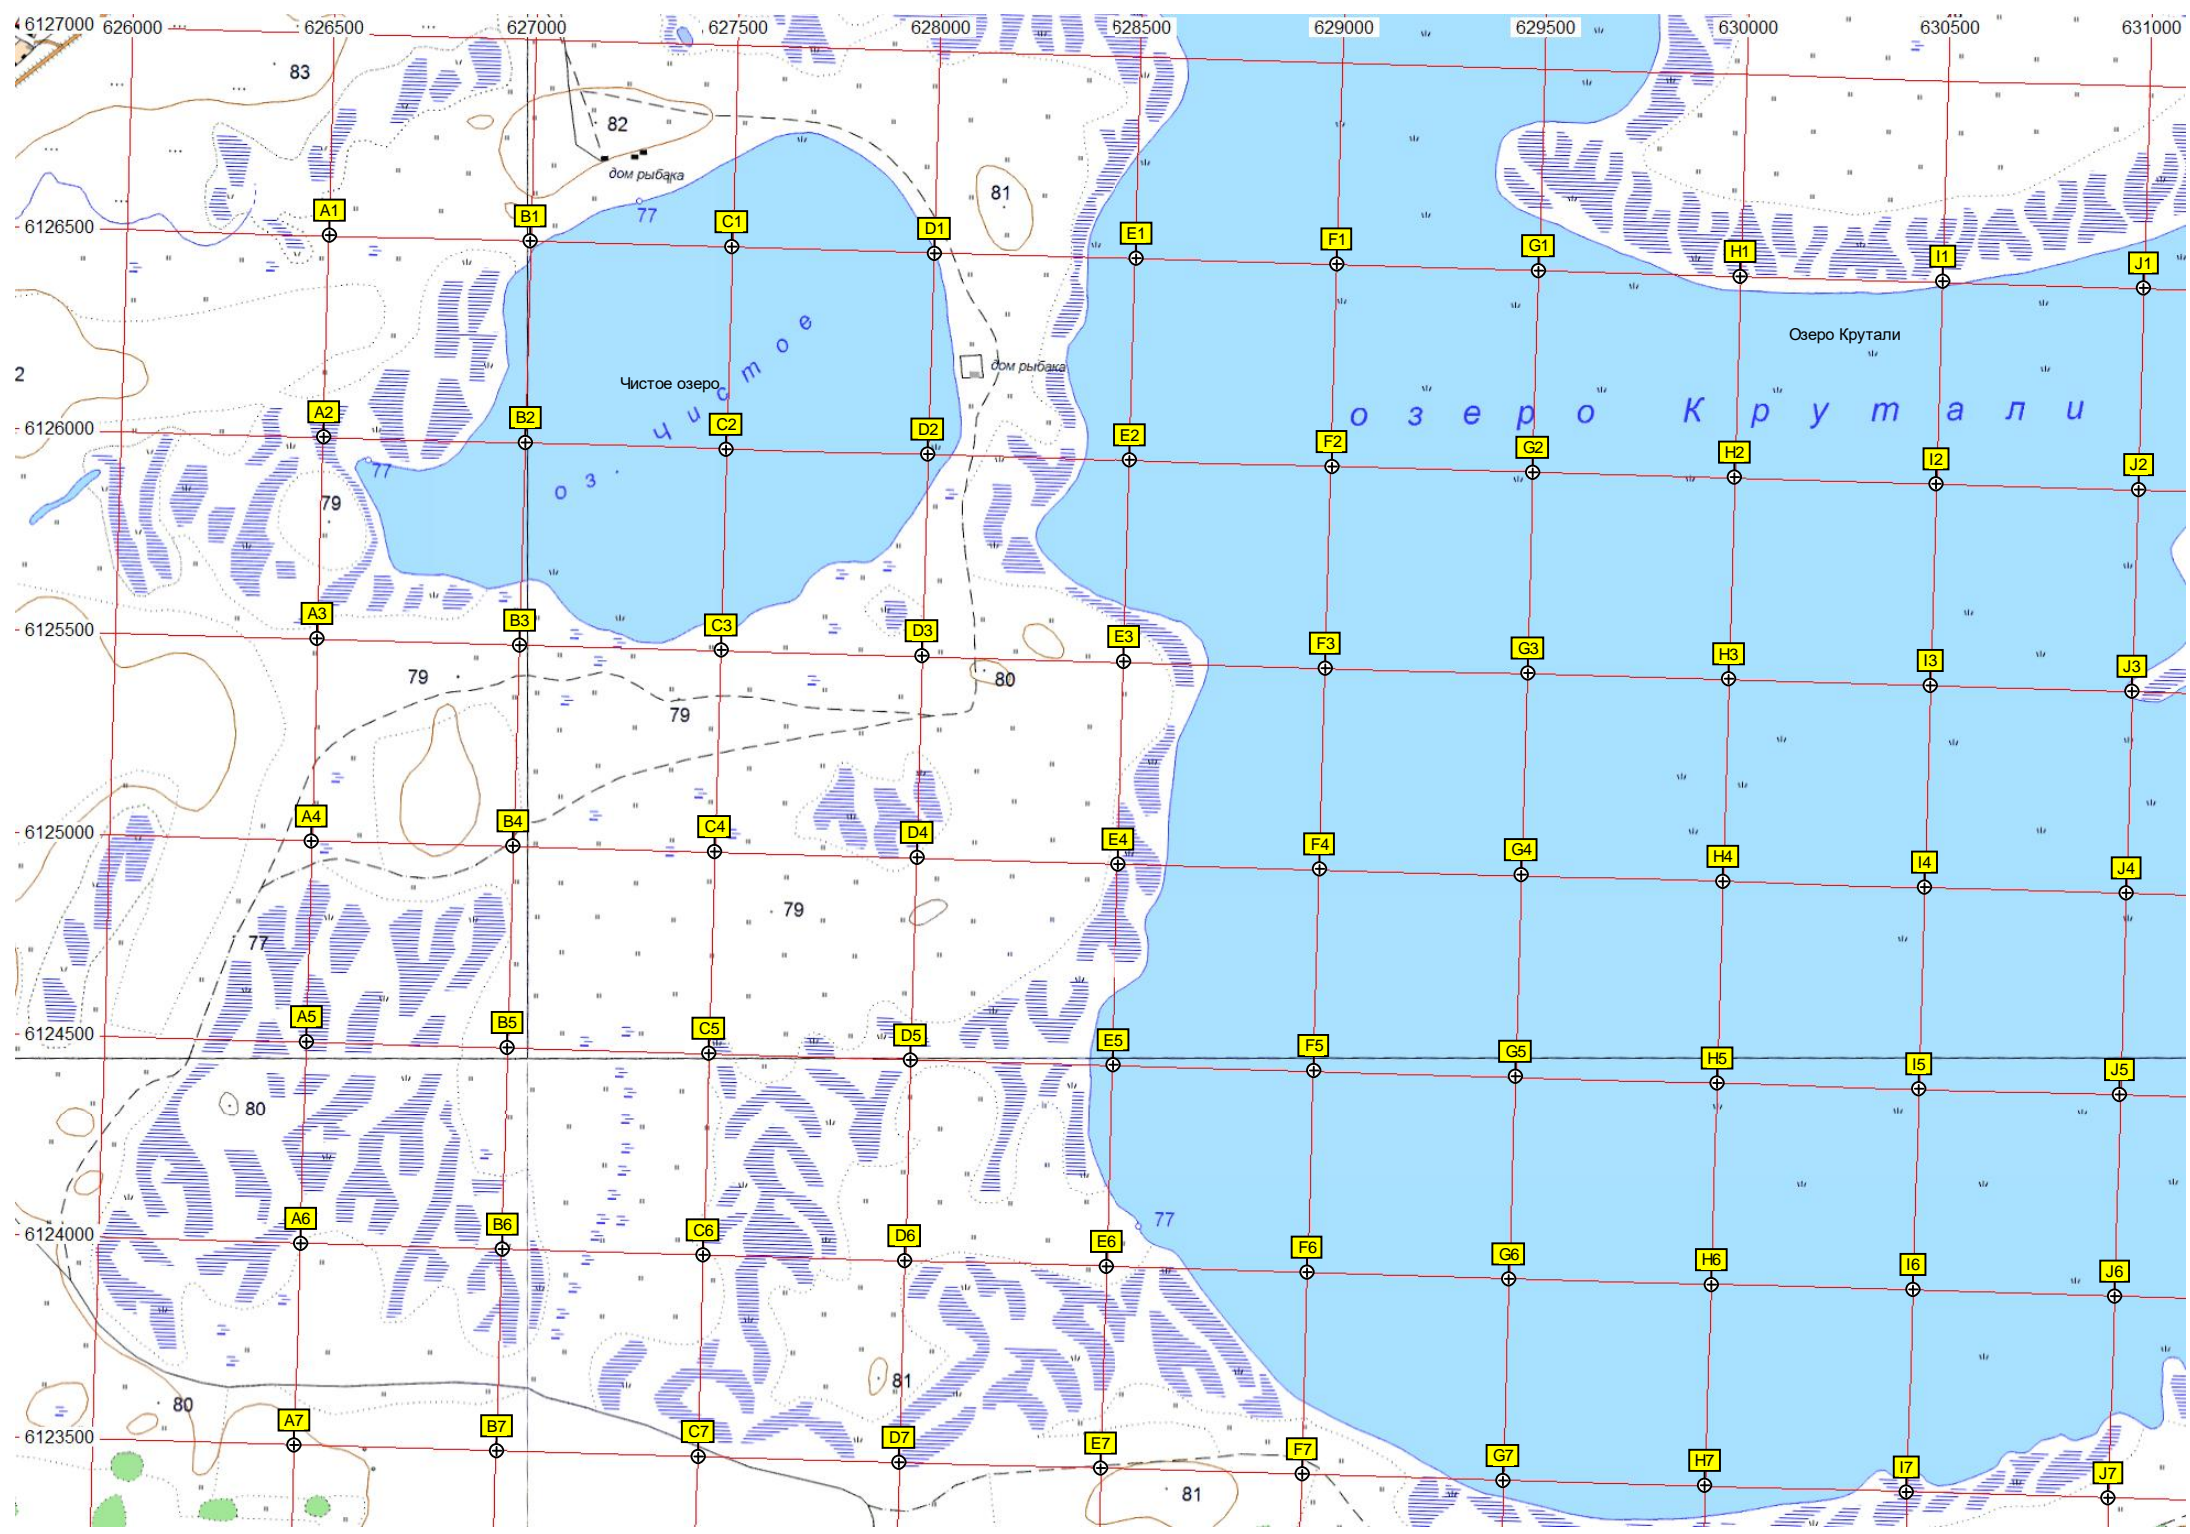 6127000 626000 626500 627000 627500 628000 628500 629000 629500 630000 630500 631000
83
82
дом рыбака
77
81
A1 B1 C1 D1 E1 F1 G1 H1 I1 J1
6126500
Озеро Крутали
дом рыбака
2
Чистое озеро
оз. Чистое
озеро Крутали
A2 B2 C2 D2 E2 F2 G2 H2 I2 J2
6126000
77
79
A3 B3 C3 D3 E3 F3 G3 H3 I3 J3
6125500
79
80
79
A4 B4 C4 D4 E4 F4 G4 H4 I4 J4
6125000
79
77
A5 B5 C5 D5 E5 F5 G5 H5 I5 J5
6124500
80
77
A6 B6 C6 D6 E6 F6 G6 H6 I6 J6
6124000
81
80
A7 B7 C7 D7 E7 F7 G7 H7 I7 J7
6123500
81